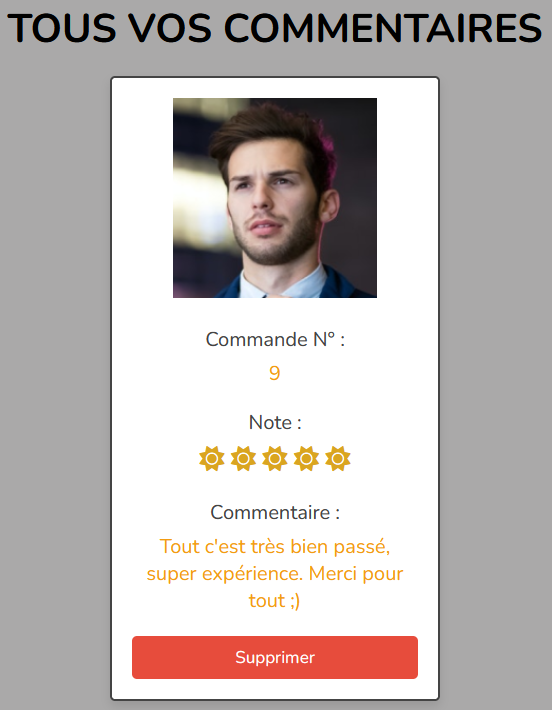 TOUS VOS COMMENTAIRES
Commande N° :
9
Note :
Commentaire :
Tout c'est très bien passé,
super expérience. Merci pour
tout ;)
Supprimer